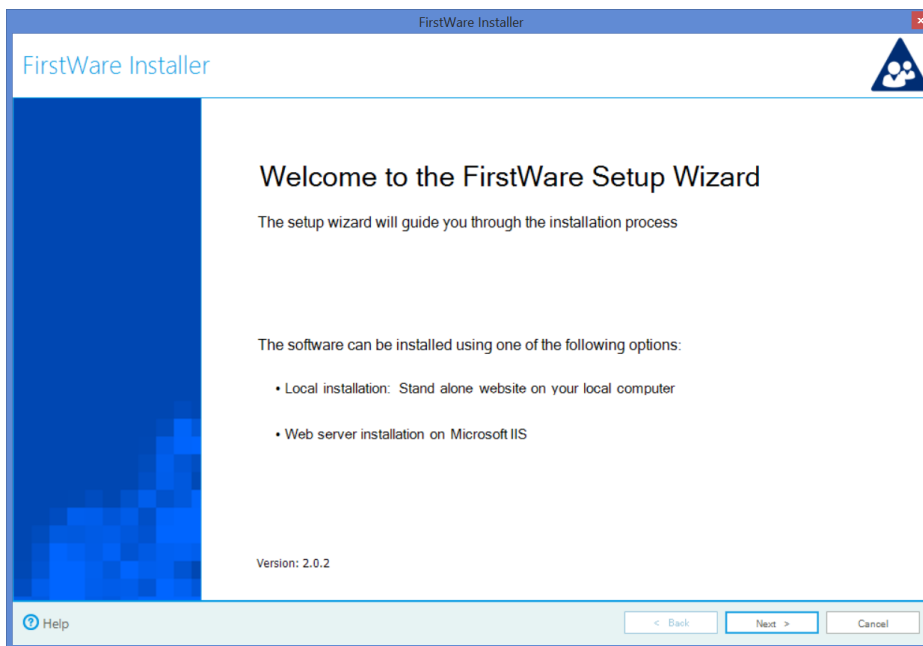 FirstWare Installer
FirstWare Installer
Welcome to the FirstWare Setup Wizard
The setup wizard will guide you through the installation process
The software can be installed using one of the following options:
• Local installation: Stand alone website on your local computer
• Web server installation on Microsoft IIS
Version: 2.0.2
? Help
< Back
Next >
Cancel